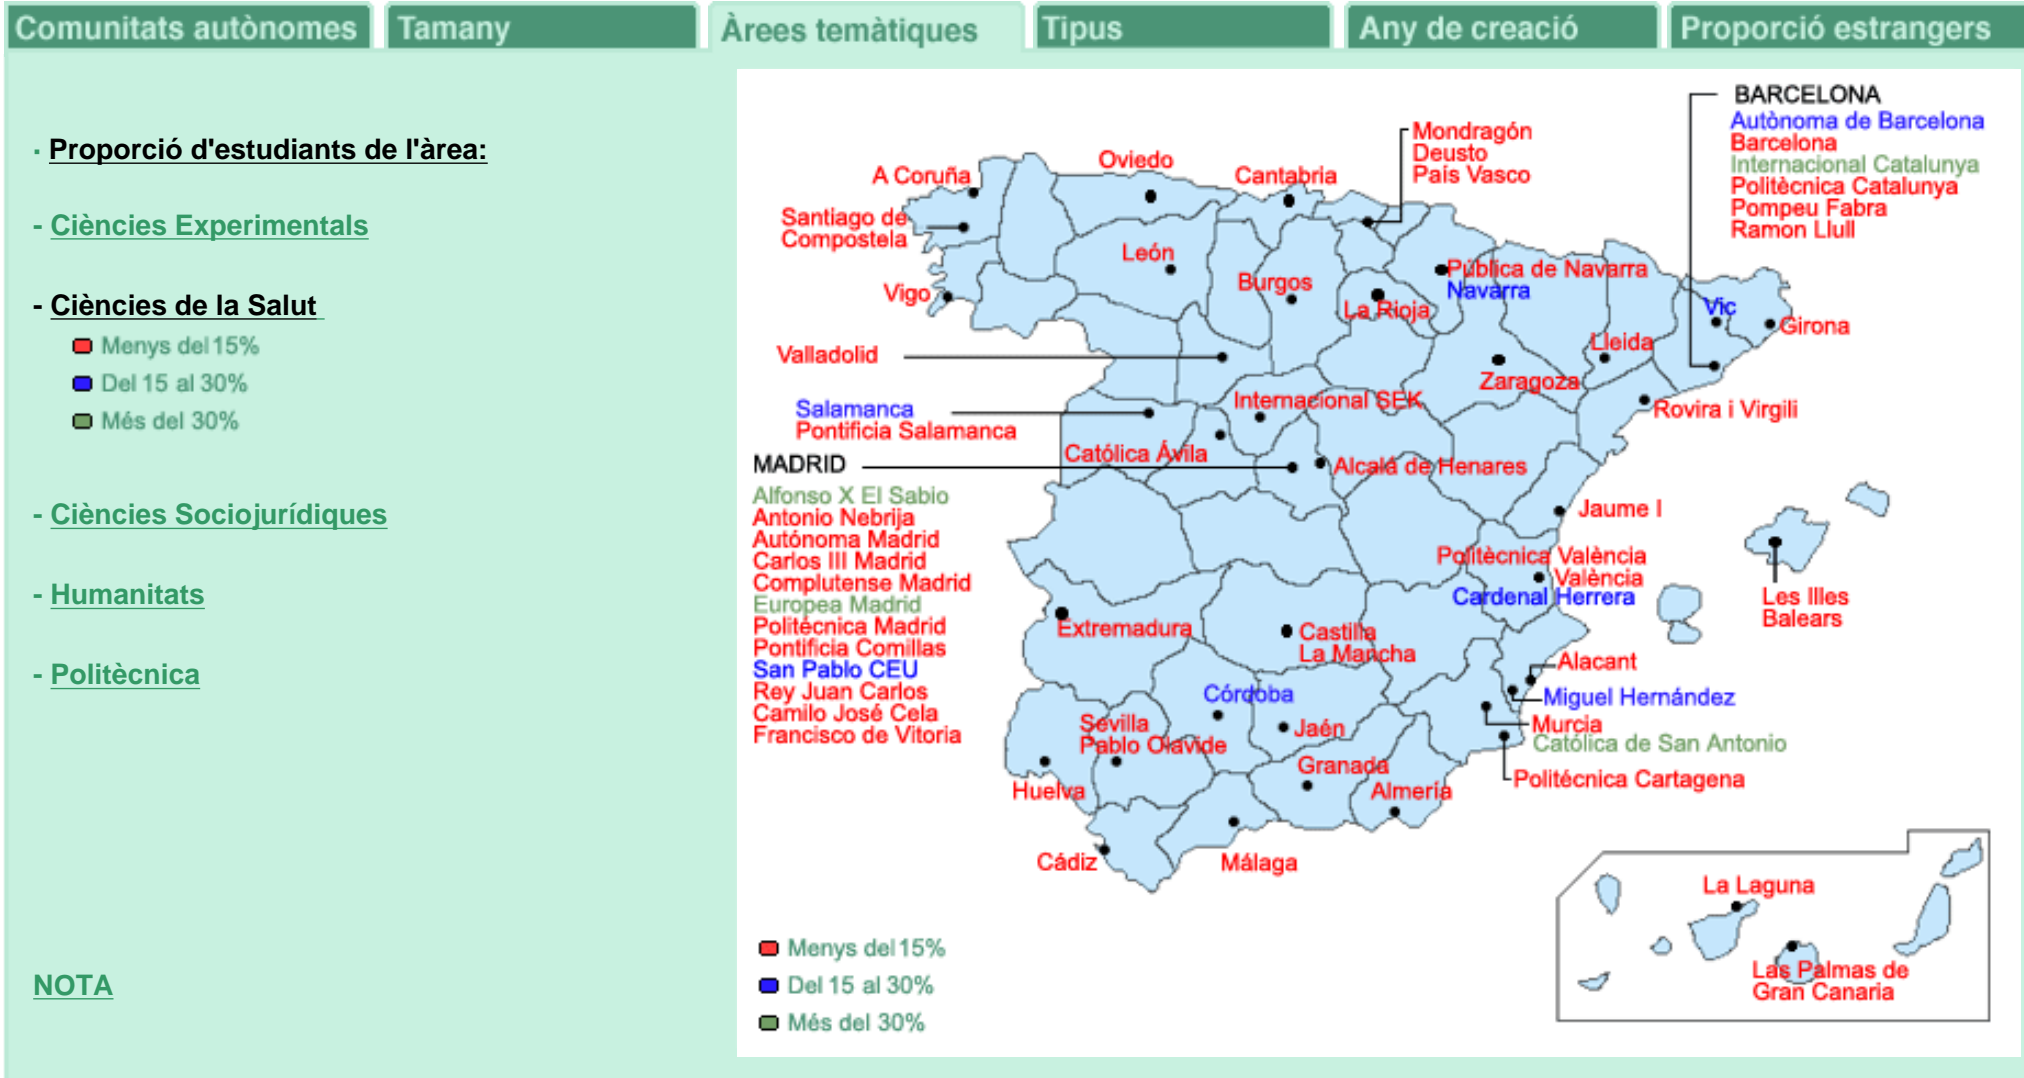 Comunitats autònomes
Tamany
Àrees temàtiques
Tipus
Any de creació
Proporció estrangers
· Proporció d'estudiants de l'àrea:
- Ciències Experimentals
- Ciències de la Salut
Menys del 15%
Del 15 al 30%
Més del 30%
- Ciències Sociojurídiques
- Humanitats
- Politècnica
NOTA
BARCELONA
Autònoma de Barcelona
Barcelona
Internacional Catalunya
Politècnica Catalunya
Pompeu Fabra
Ramon Llull
Mondragón
Deusto
País Vasco
Oviedo
Cantabria
A Coruña
Santiago de
Compostela
León
Burgos
Pública de Navarra
Navarra
La Rioja
Vigo
Vic
Girona
Lleida
Valladolid
Zaragoza
Internacional SEK
Rovira i Virgili
Salamanca
Pontificia Salamanca
Católica Ávila
Alcalá de Henares
MADRID
Alfonso X El Sabio
Antonio Nebrija
Autónoma Madrid
Carlos III Madrid
Complutense Madrid
Europea Madrid
Politécnica Madrid
Pontificia Comillas
San Pablo CEU
Rey Juan Carlos
Camilo José Cela
Francisco de Vitoria
Jaume I
Politècnica València
València
Cardenal Herrera
Les Illes
Balears
Extremadura
Castilla
La Mancha
Alacant
Miguel Hernández
Murcia
Católica de San Antonio
Politécnica Cartagena
Córdoba
Sevilla
Pablo Olavide
Jaén
Granada
Almería
Huelva
Cádiz
Málaga
La Laguna
Las Palmas de
Gran Canaria
Menys del 15%
Del 15 al 30%
Més del 30%